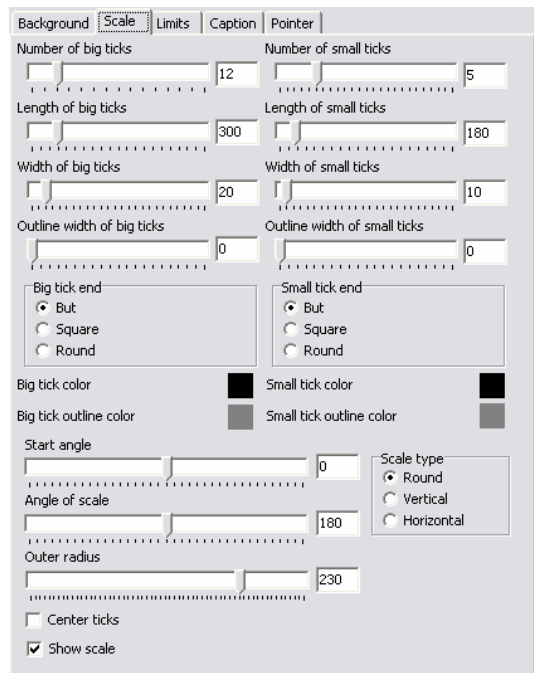 Background Scale Limits Caption Pointer
Number of big ticks Number of small ticks
12 5
Length of big ticks Length of small ticks
300 180
Width of big ticks Width of small ticks
20 10
Outline width of big ticks Outline width of small ticks
0 0
Big tick end Small tick end
But But
Square Square
Round Round
Big tick color Small tick color
Big tick outline color Small tick outline color
Start angle
0 Scale type
Round
Angle of scale Vertical
180 Horizontal
Outer radius
230
Center ticks
Show scale